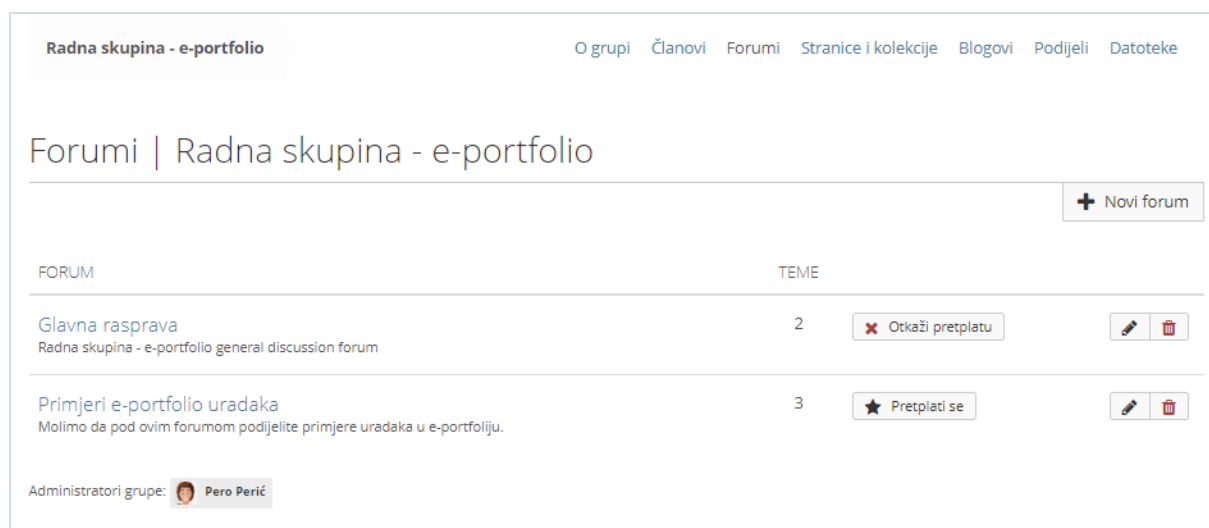 Radna skupina - e-portfolio
O grupi Članovi Forumi Stranice i kolekcije Blogovi Podijeli Datoteke
Forumi | Radna skupina - e-portfolio
Novi forum
FORUM TEME
Glavna rasprava 2 Otkaži pretplatu
Radna skupina - e-portfolio general discussion forum
Primjeri e-portfolio uradaka 3 Pretplati se
Molimo da pod ovim forumom podijelite primjere uradaka u e-portfoliju.
Administratori grupe: Pero Perić